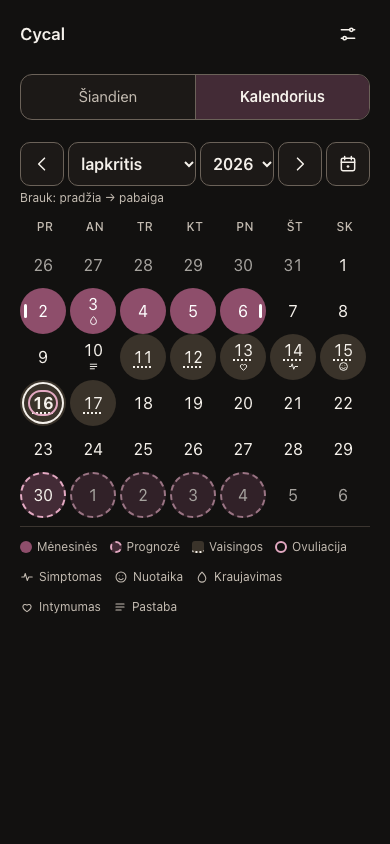 Cycal
Šiandien Kalendorius
lapkritis 2026
Brauk: pradžia → pabaiga
PR AN TR KT PN ŠT SK
26 27 28 29 30 31 1
2 3 4 5 6 7 8
9 10 11 12 13 14 15
16 17 18 19 20 21 22
23 24 25 26 27 28 29
30 1 2 3 4 5 6
Mėnesinės Prognozė Vaisingos Ovuliacija
Simptomas Nuotaika Kraujavimas
Intymumas Pastaba